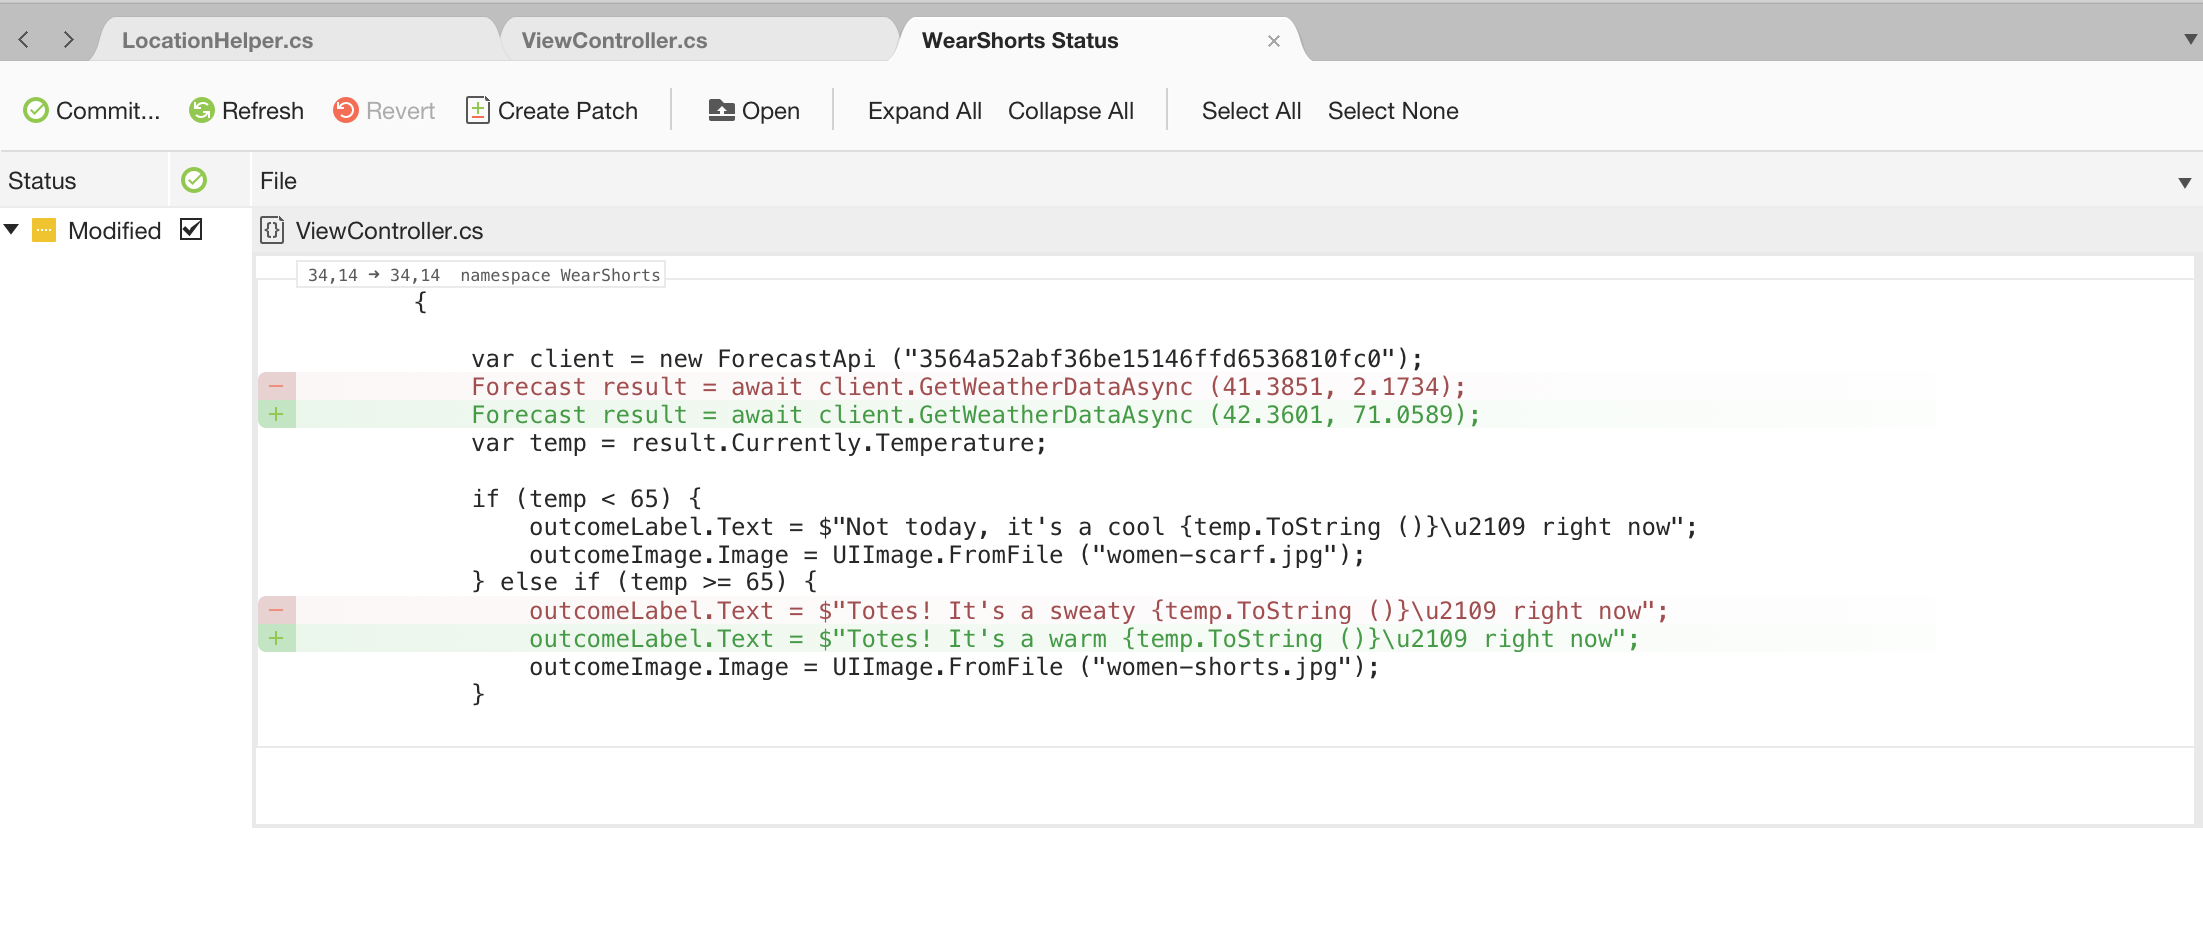 LocationHelper.cs ViewController.cs WearShorts Status
Commit... Refresh Revert Create Patch Open Expand All Collapse All Select All Select None
Status File
Modified ViewController.cs
34,14 → 34,14 namespace WearShorts
{
var client = new ForecastApi ("3564a52abf36be15146ffd6536810fc0");
- Forecast result = await client.GetWeatherDataAsync (41.3851, 2.1734);
+ Forecast result = await client.GetWeatherDataAsync (42.3601, 71.0589);
var temp = result.Currently.Temperature;
if (temp < 65) {
outcomeLabel.Text = $"Not today, it's a cool {temp.ToString ()}\u2109 right now";
outcomeImage.Image = UIImage.FromFile ("women-scarf.jpg");
} else if (temp >= 65) {
- outcomeLabel.Text = $"Totes! It's a sweaty {temp.ToString ()}\u2109 right now";
+ outcomeLabel.Text = $"Totes! It's a warm {temp.ToString ()}\u2109 right now";
outcomeImage.Image = UIImage.FromFile ("women-shorts.jpg");
}